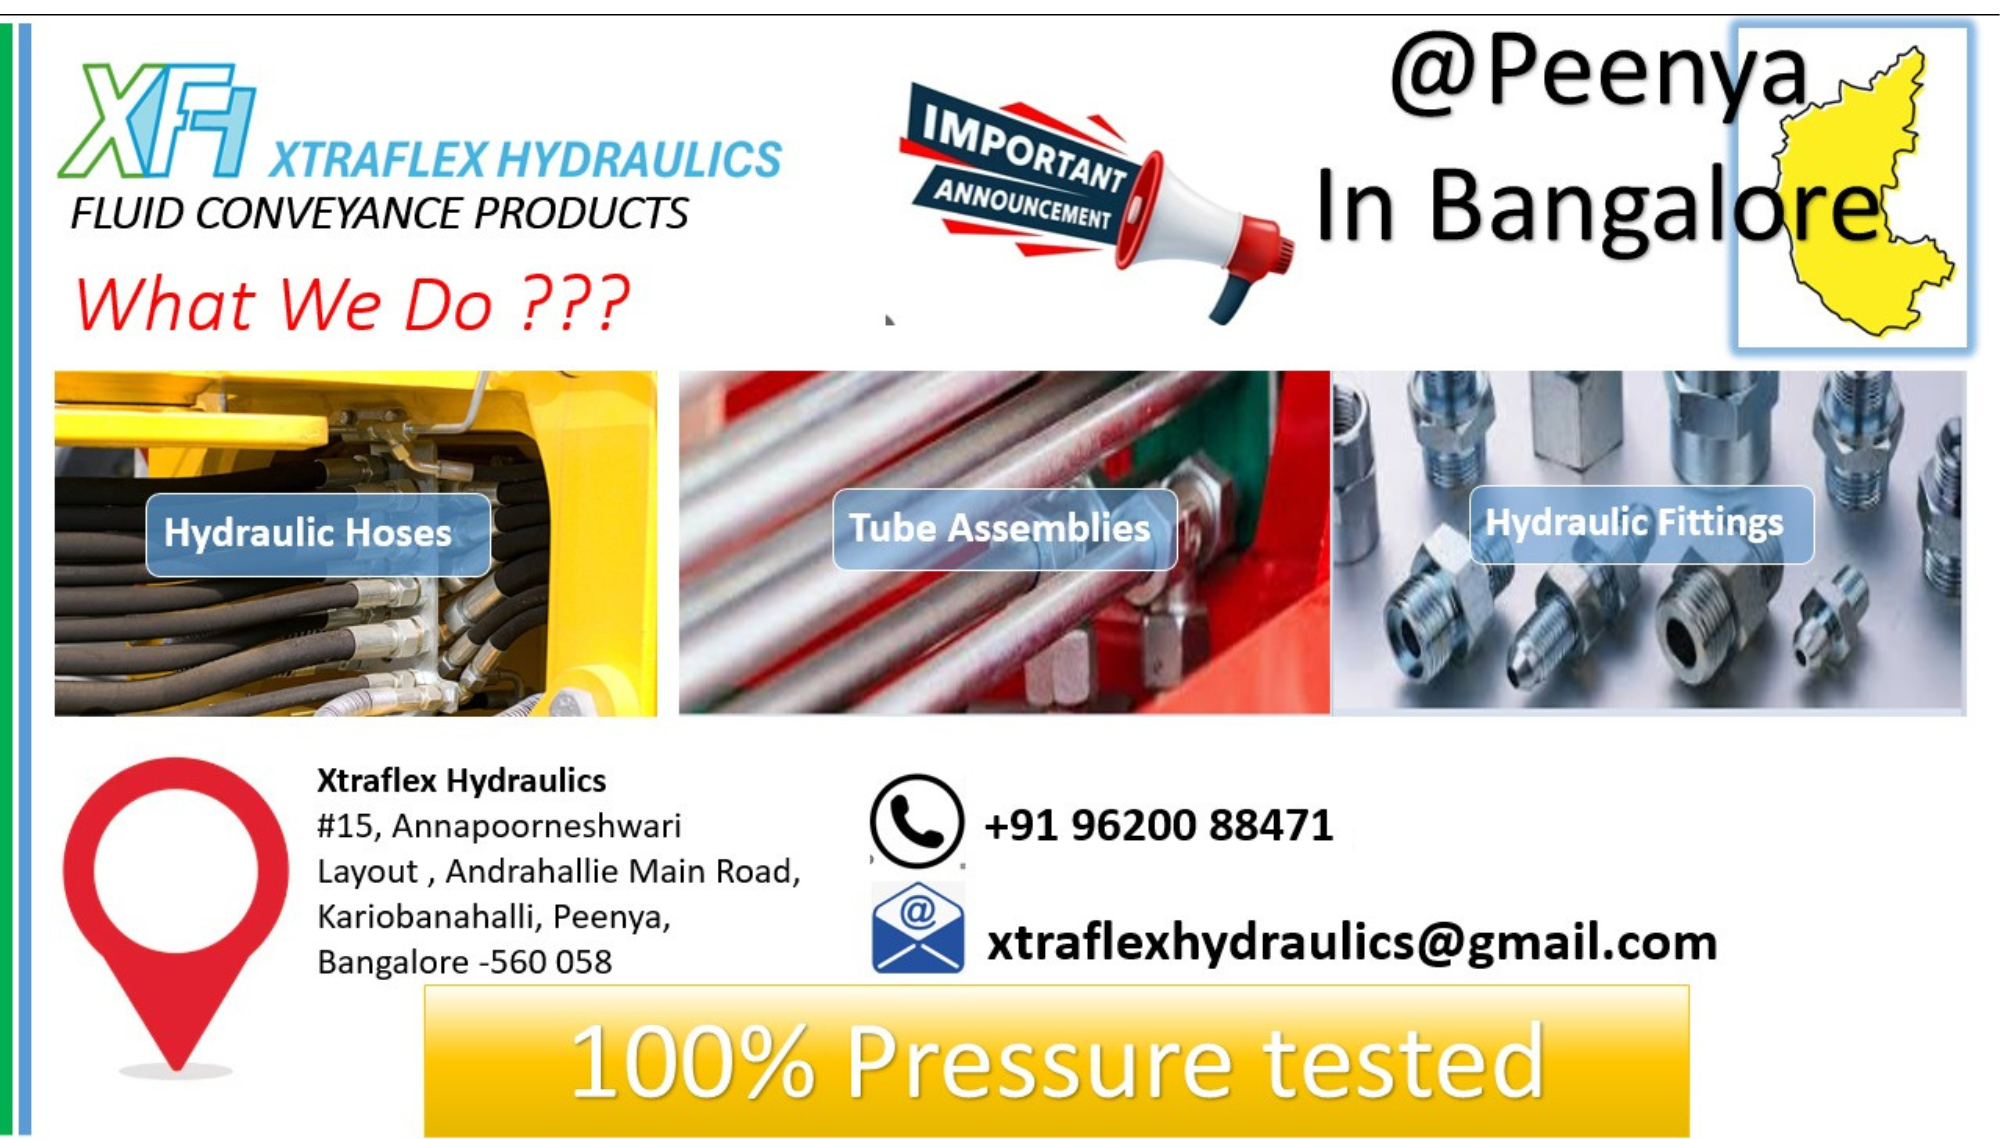 XFH XTRAFLEX HYDRAULICS
FLUID CONVEYANCE PRODUCTS
What We Do ???
IMPORTANT
ANNOUNCEMENT
@Peenya
In Bangalore
Hydraulic Hoses
Tube Assemblies
Hydraulic Fittings
Xtraflex Hydraulics
#15, Annapoorneshwari
Layout , Andrahallie Main Road,
Kariobanahalli, Peenya,
Bangalore -560 058
+91 96200 88471
@
xtraflexhydraulics@gmail.com
100% Pressure tested